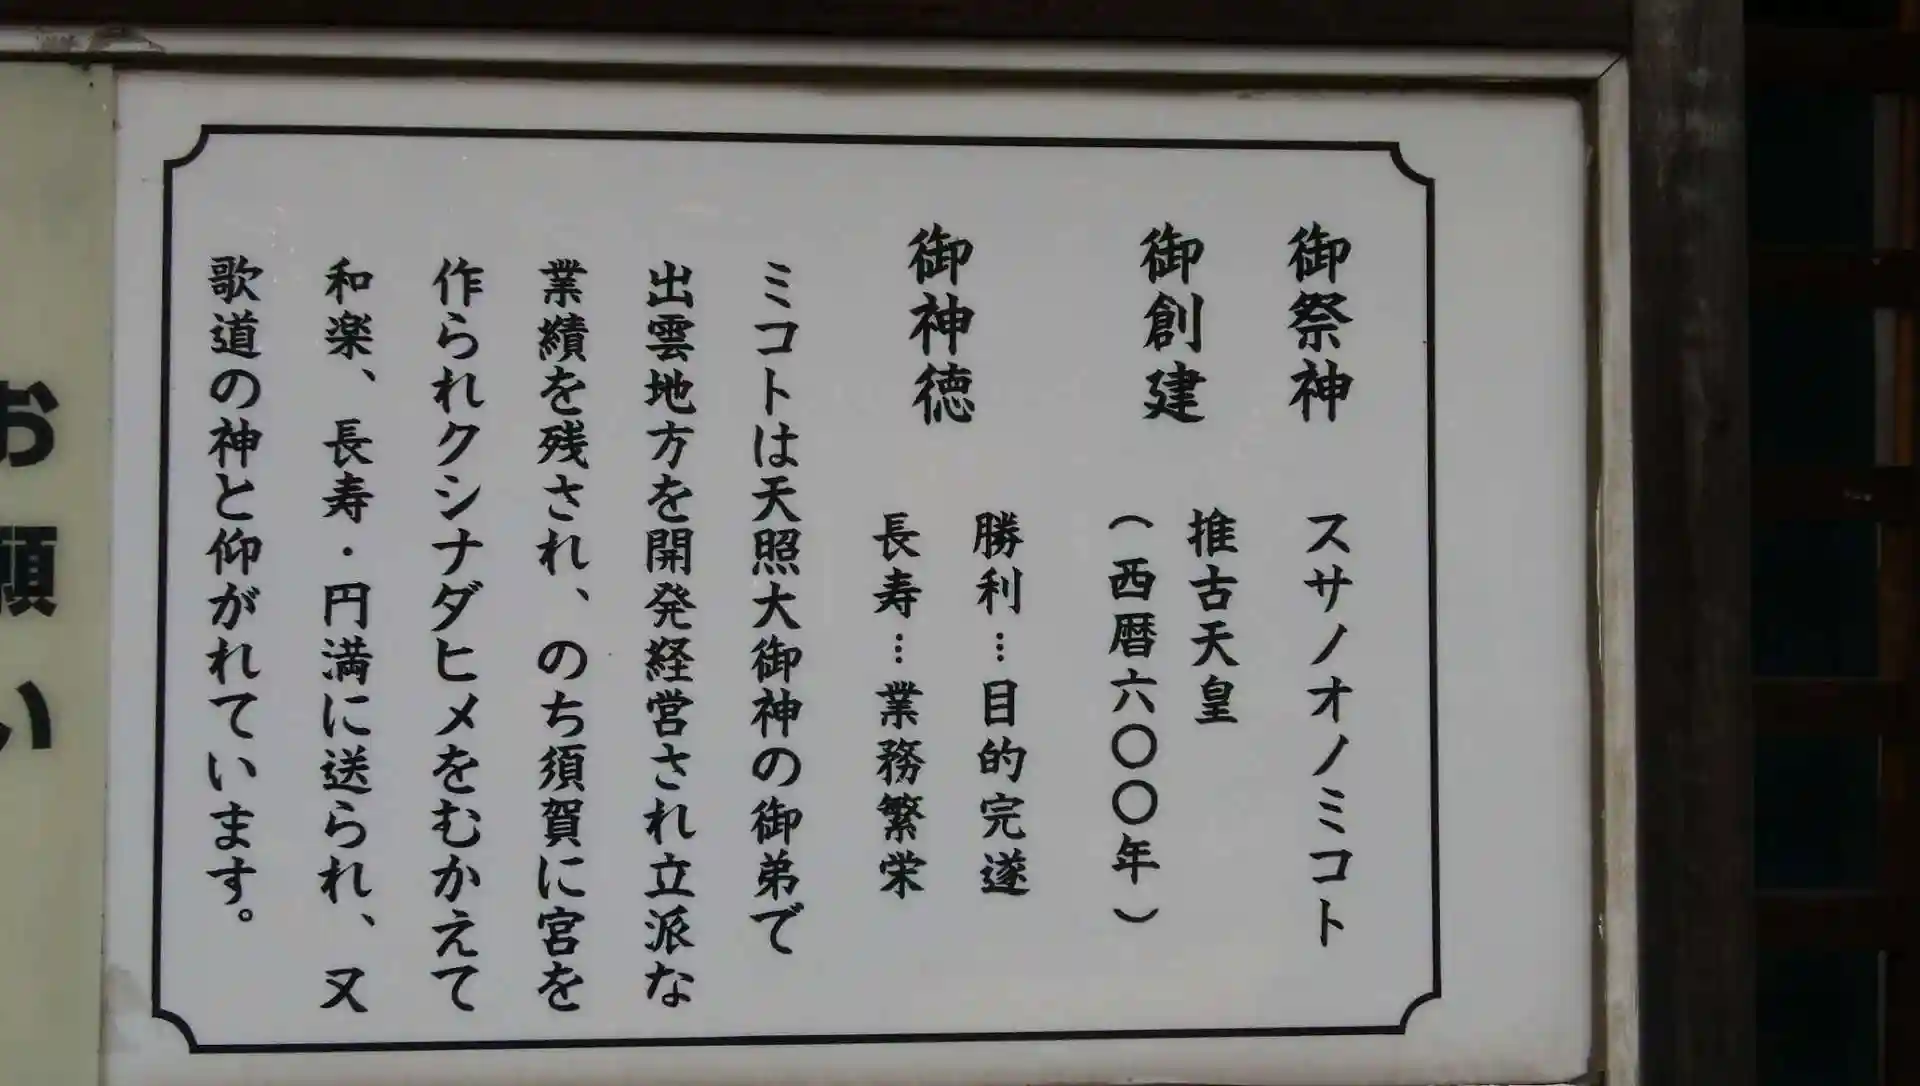 御祭神 スサノオノミコト
御創建 推古天皇
(西暦六〇〇年)
御神徳 勝利…目的完遂
長寿…業務繁栄
ミコトは天照大御神の御弟で
出雲地方を開発経営され立派な
業績を残され、のち須賀に宮を
作られクシナダヒメをむかえて
和楽、長寿・円満に送られ、又
歌道の神と仰がれています。
お願い